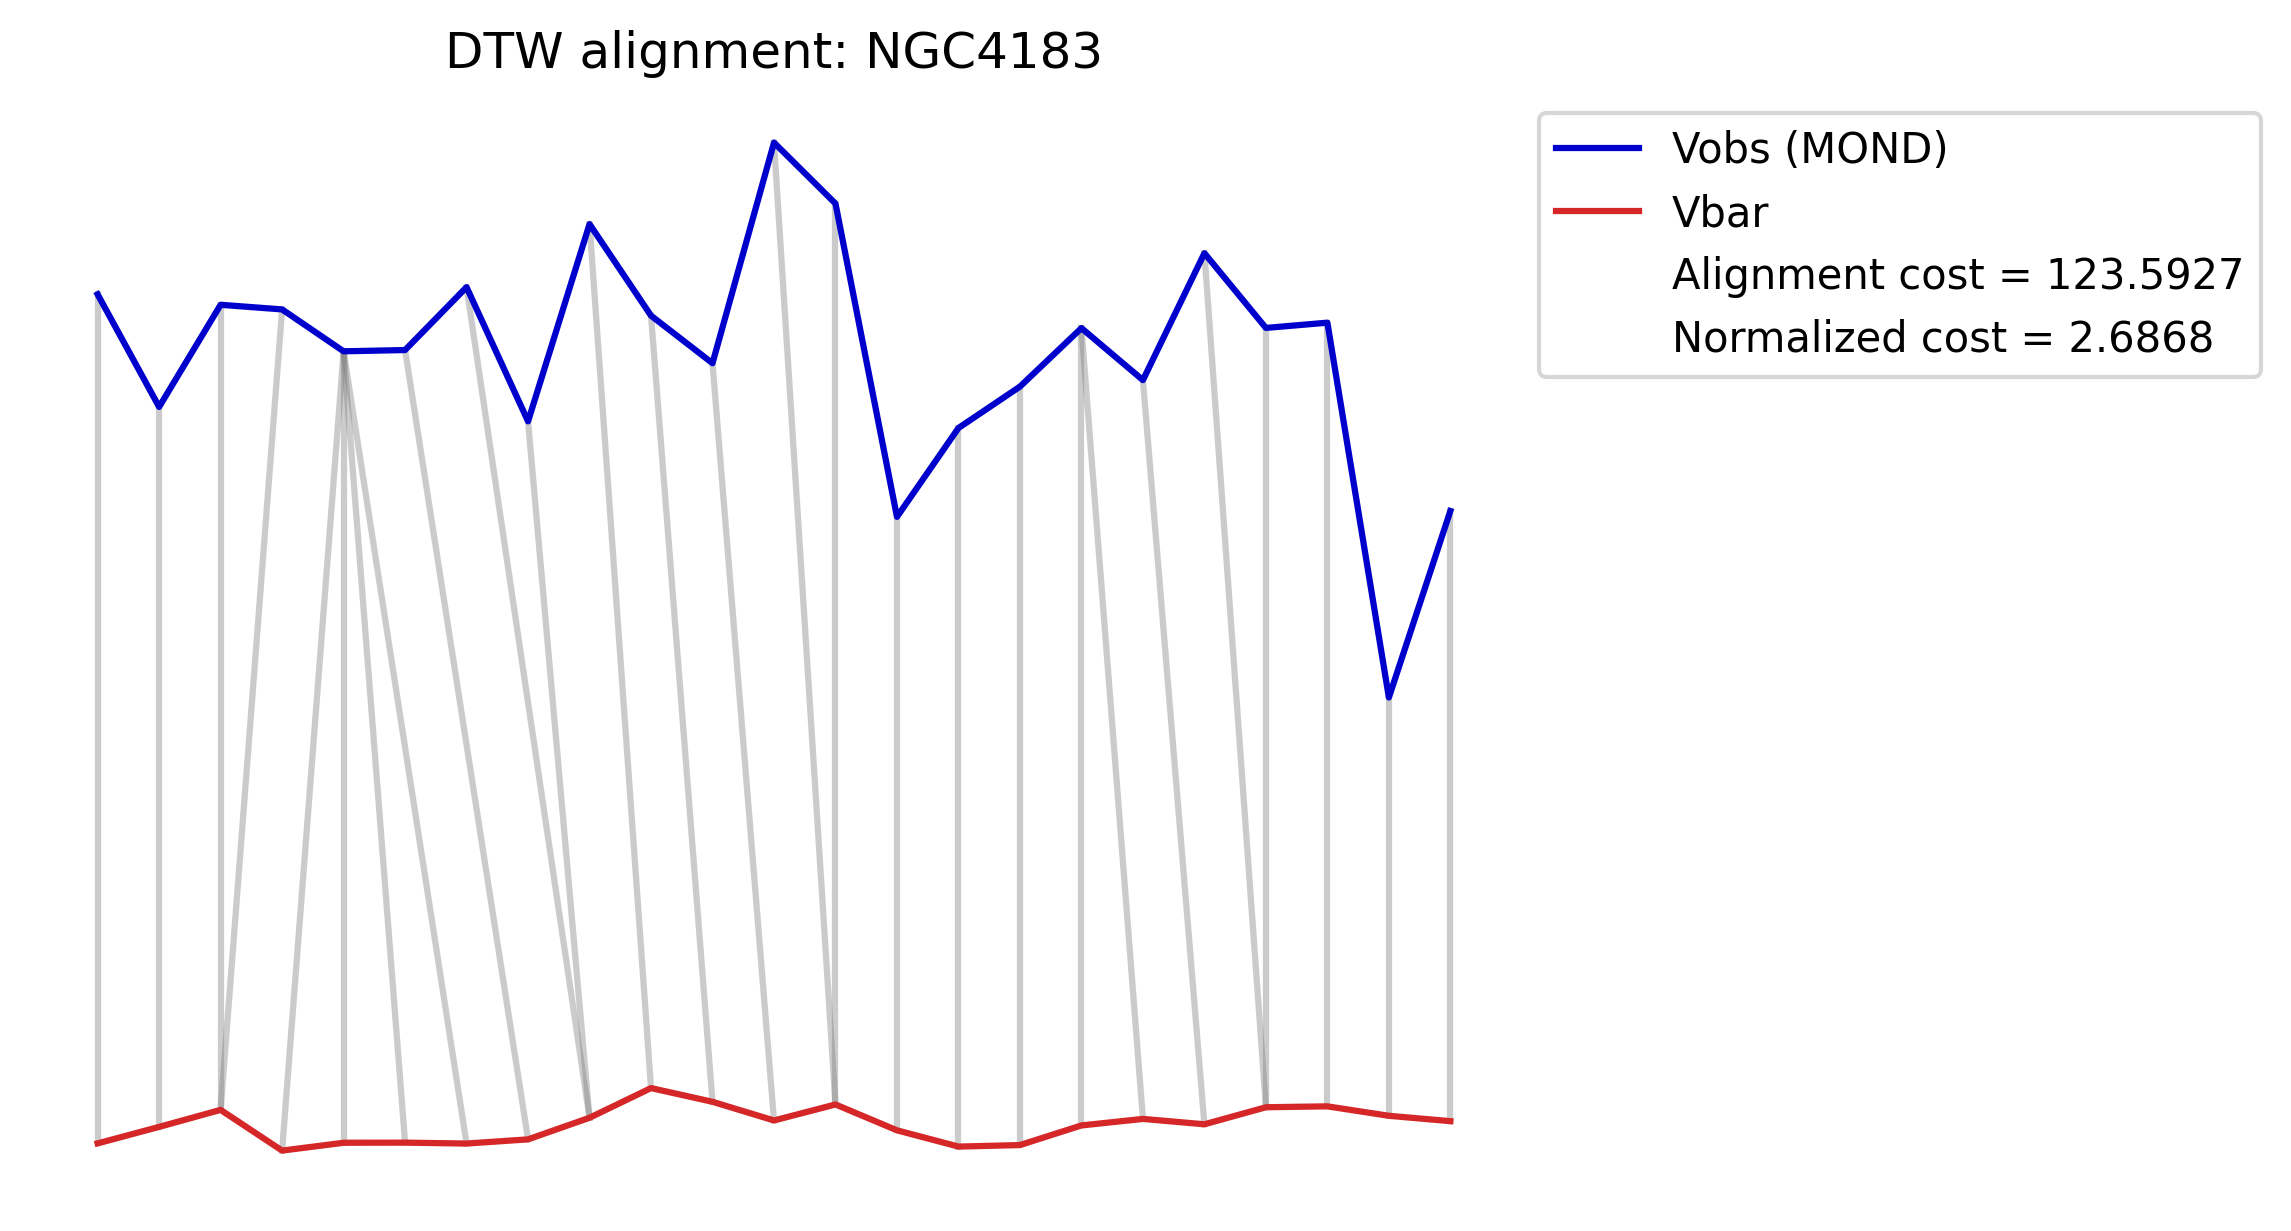 DTW alignment: NGC4183
Vobs (MOND)
Vbar
Alignment cost = 123.5927
Normalized cost = 2.6868